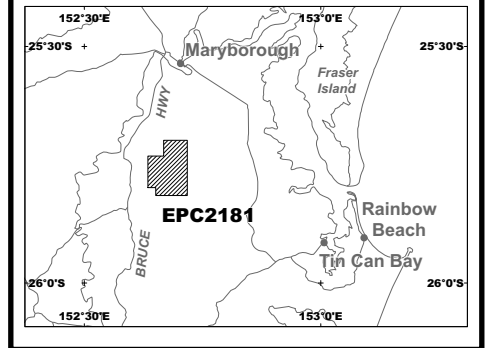 152°30'E
153°0'E
25°30'S
25°30'S
Maryborough
Fraser
Island
HWY
EPC2181
Rainbow
Beach
BRUCE
Tin Can Bay
26°0'S
26°0'S
152°30'E
153°0'E